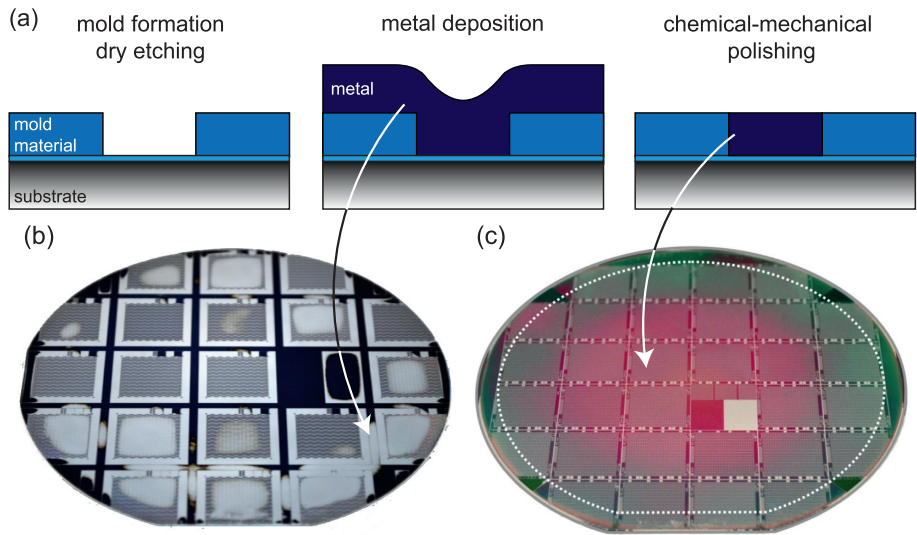 (a)
mold formation
dry etching
metal deposition
chemical-mechanical
polishing
mold
material
metal
substrate
(b)
(c)